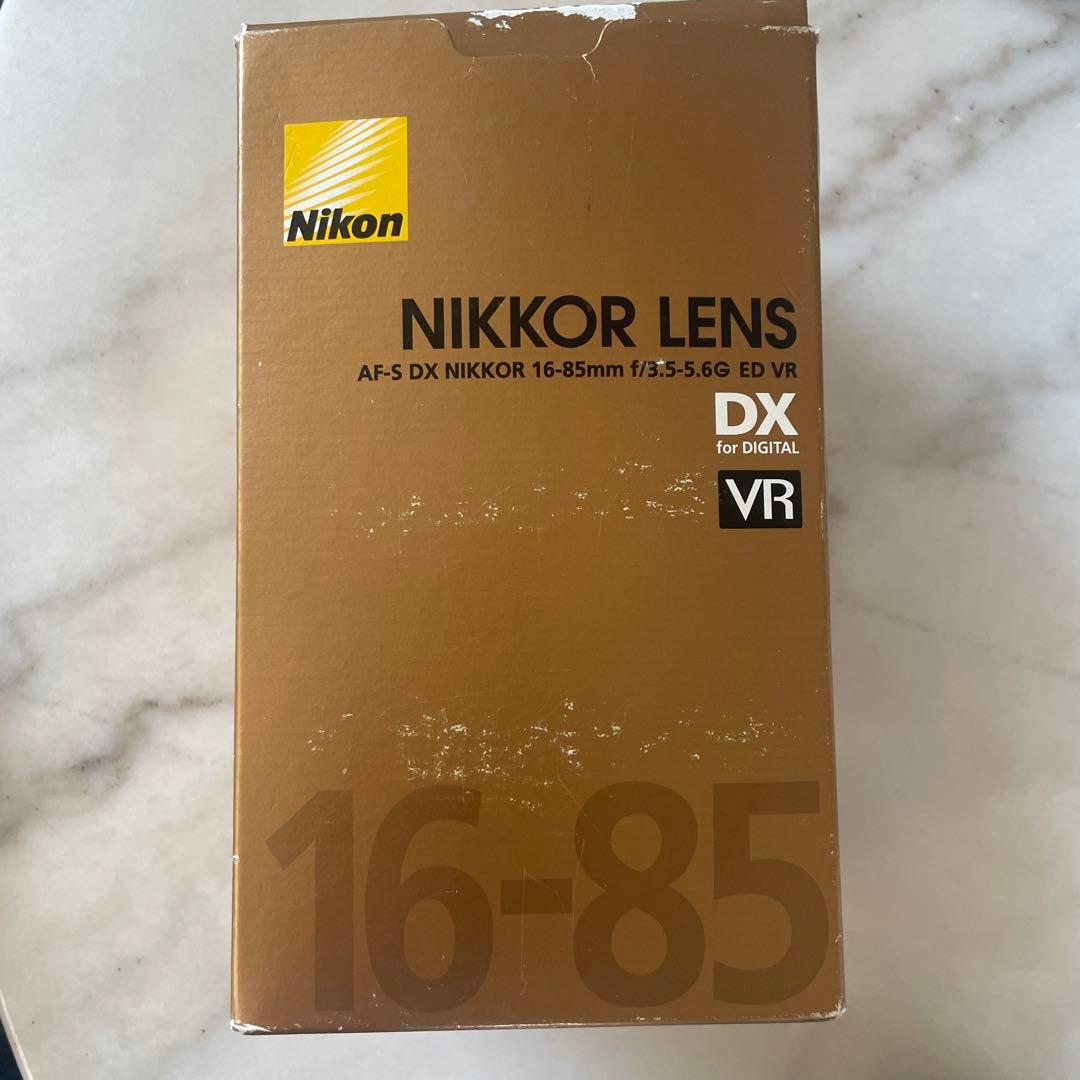 Nikon
NIKKOR LENS
AF-S DX NIKKOR 16-85mm f/3.5-5.6G ED VR
DX
for DIGITAL
VR
16-85